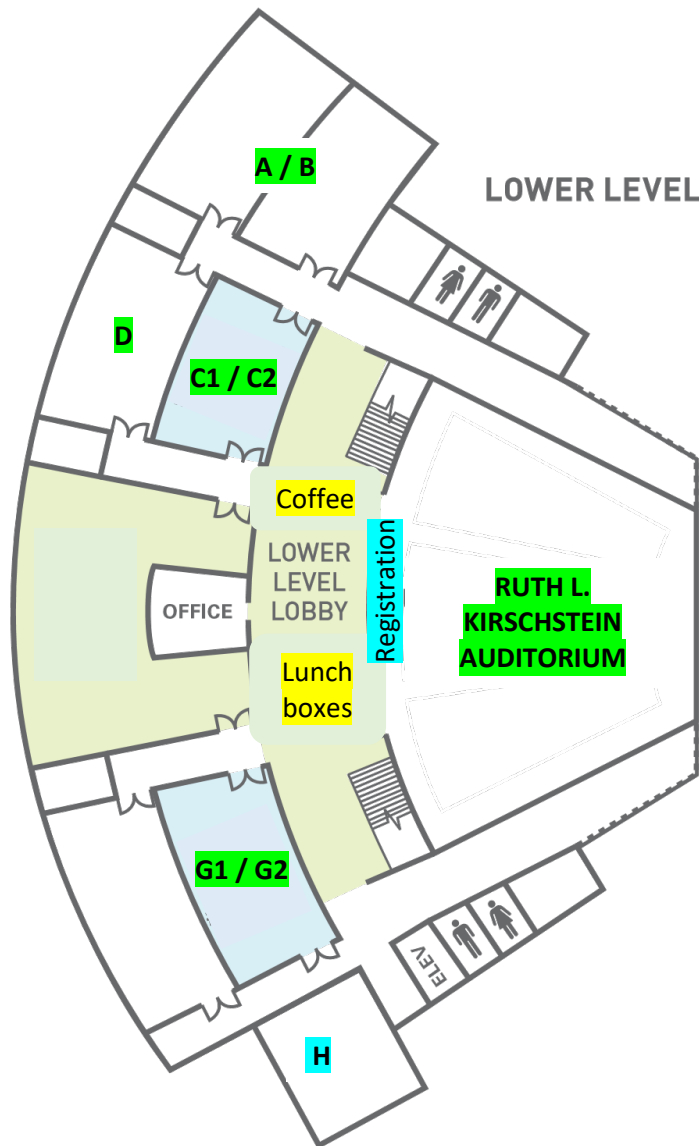 LOWER LEVEL
A / B
D
C1 / C2
Coffee
LOWER
LEVEL
LOBBY
Registration
OFFICE
RUTH L.
KIRSCHSTEIN
AUDITORIUM
Lunch
boxes
G1 / G2
ELEV
H